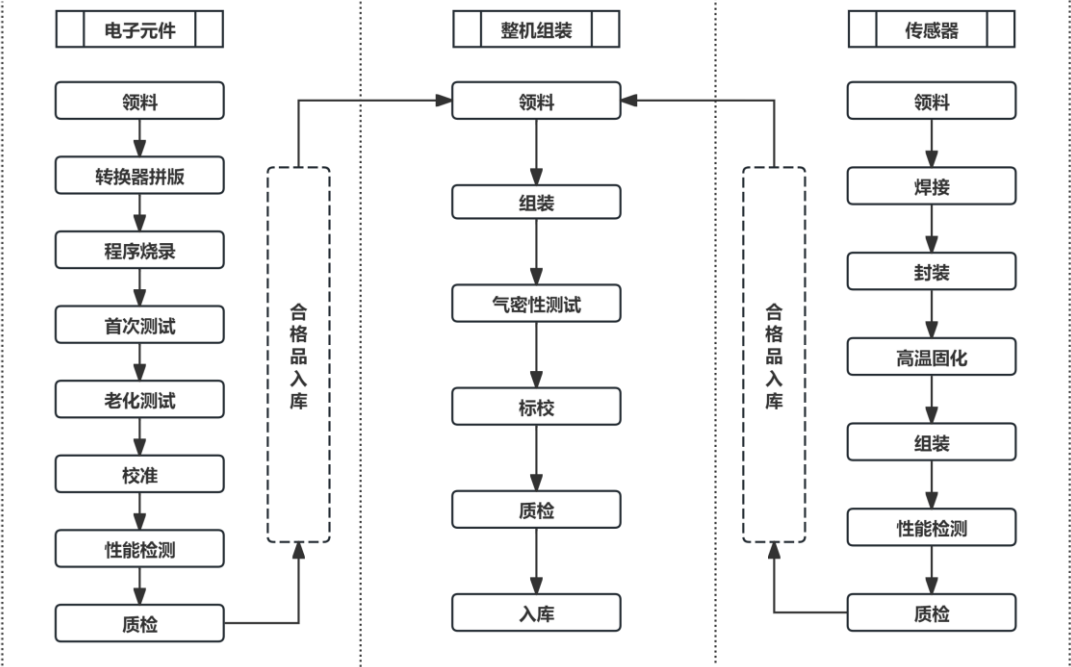 电子元件
领料
转换器拼版
程序烧录
首次测试
老化测试
校准
性能检测
质检
合格品入库
整机组装
领料
组装
气密性测试
标校
质检
入库
合格品入库
传感器
领料
焊接
封装
高温固化
组装
性能检测
质检